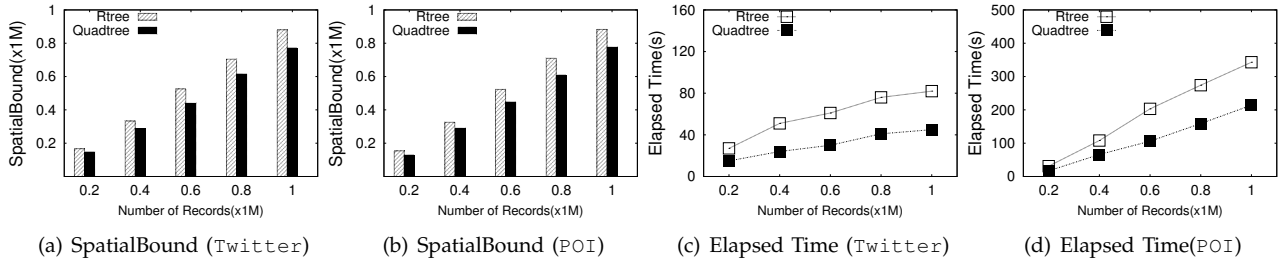 SpatialBound(x1M)
1
0.8
0.6
0.4
0.2
Rtree
Quadtree
0.2 0.4 0.6 0.8 1
Number of Records(x1M)
(a) SpatialBound (Twitter)
SpatialBound(x1M)
1
0.8
0.6
0.4
0.2
Rtree
Quadtree
0.2 0.4 0.6 0.8 1
Number of Records(x1M)
(b) SpatialBound (POI)
Elapsed Time(s)
160
120
80
40
0
Rtree
Quadtree
0.2 0.4 0.6 0.8 1
Number of Records(x1M)
(c) Elapsed Time (Twitter)
Elapsed Time(s)
500
400
300
200
100
0
Rtree
Quadtree
0.2 0.4 0.6 0.8 1
Number of Records(x1M)
(d) Elapsed Time(POI)